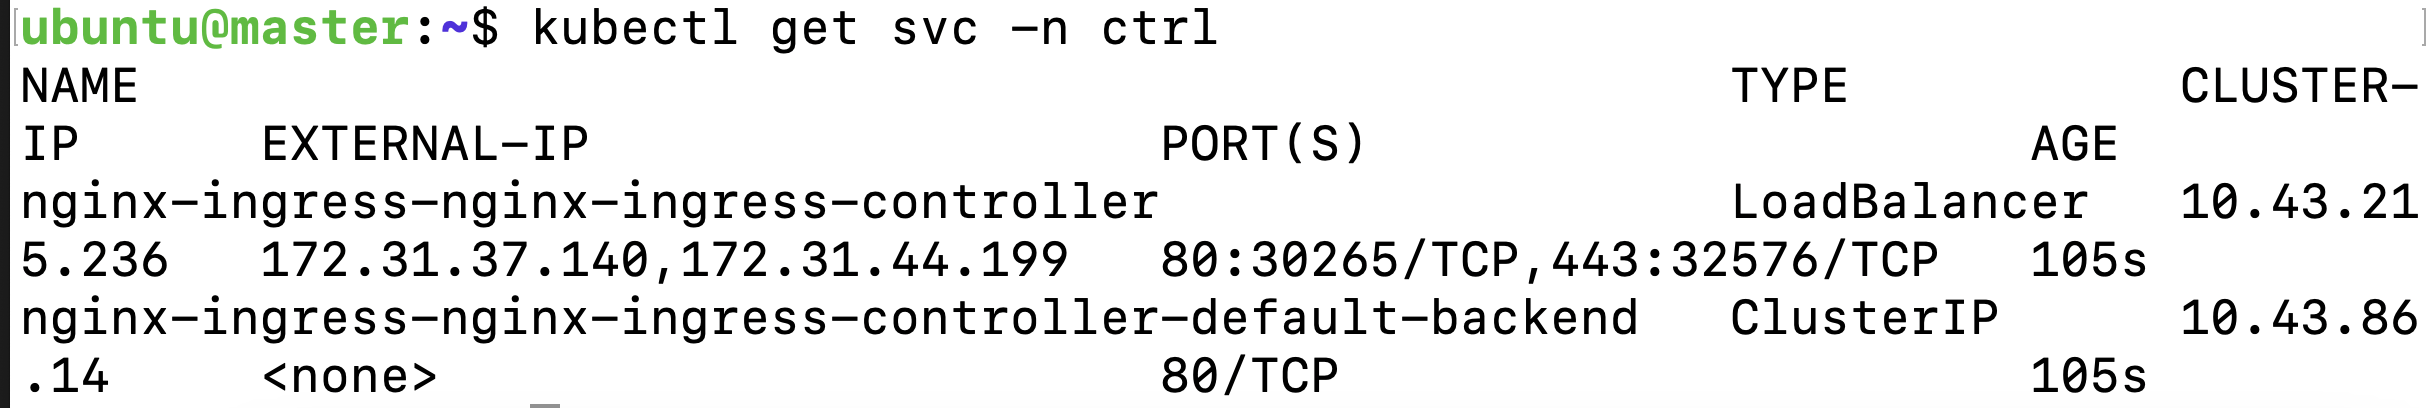 ubuntu@master:~$ kubectl get svc -n ctrl
NAME                                                     TYPE           CLUSTER-
IP      EXTERNAL-IP                   PORT(S)                      AGE
nginx-ingress-nginx-ingress-controller                   LoadBalancer   10.43.21
5.236   172.31.37.140,172.31.44.199   80:30265/TCP,443:32576/TCP   105s
nginx-ingress-nginx-ingress-controller-default-backend   ClusterIP      10.43.86
.14     <none>                        80/TCP                       105s